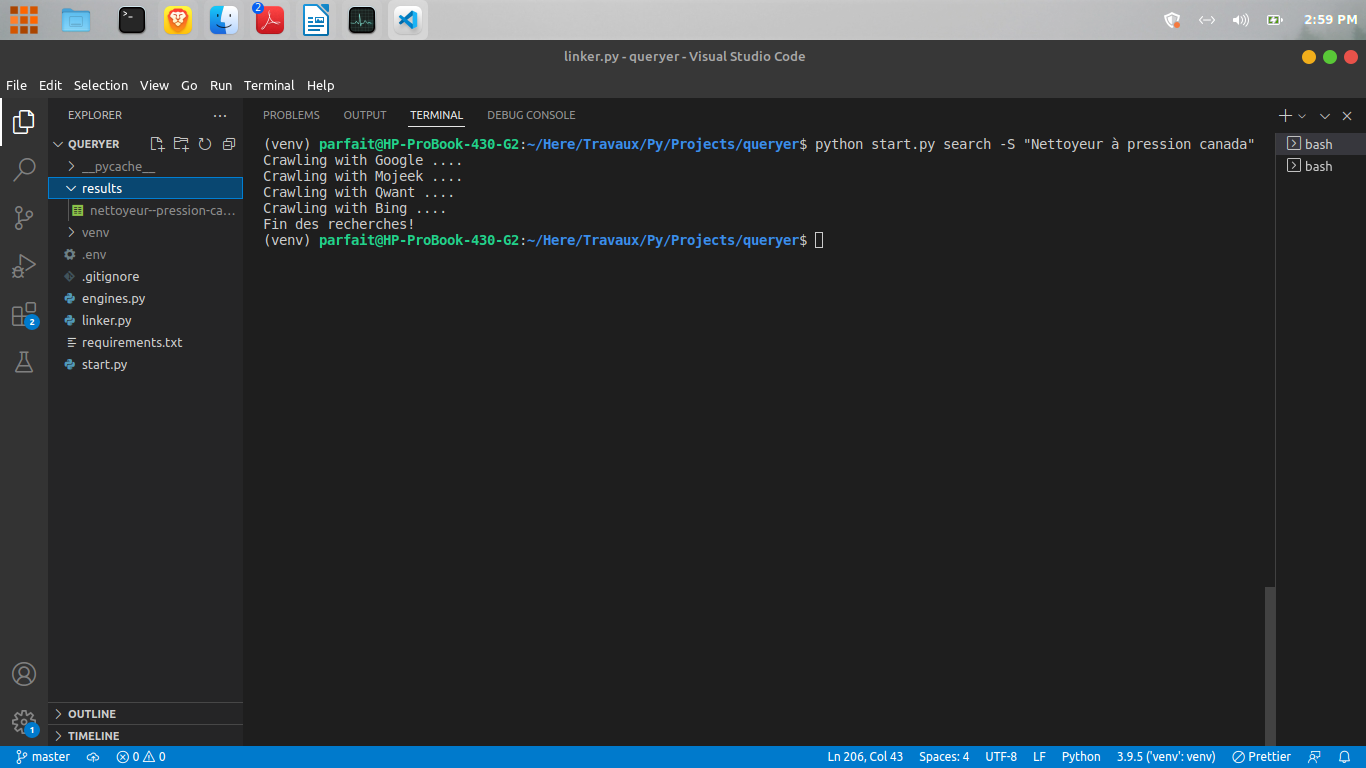 2
2:59 PM
linker.py - queryer - Visual Studio Code
File Edit Selection View Go Run Terminal Help
EXPLORER
QUERYER
__pycache__
results
nettoyeur--pression-ca...
venv
.env
.gitignore
engines.py
linker.py
requirements.txt
start.py
OUTLINE
TIMELINE
2
1
PROBLEMS OUTPUT TERMINAL DEBUG CONSOLE
(venv) parfait@HP-ProBook-430-G2:~/Here/Travaux/Py/Projects/queryer$ python start.py search -S "Nettoyeur à pression canada"
Crawling with Google ....
Crawling with Mojeek ....
Crawling with Qwant ....
Crawling with Bing ....
Fin des recherches!
(venv) parfait@HP-ProBook-430-G2:~/Here/Travaux/Py/Projects/queryer$
bash
bash
master 0 0 Ln 206, Col 43 Spaces: 4 UTF-8 LF Python 3.9.5 ('venv': venv) Prettier